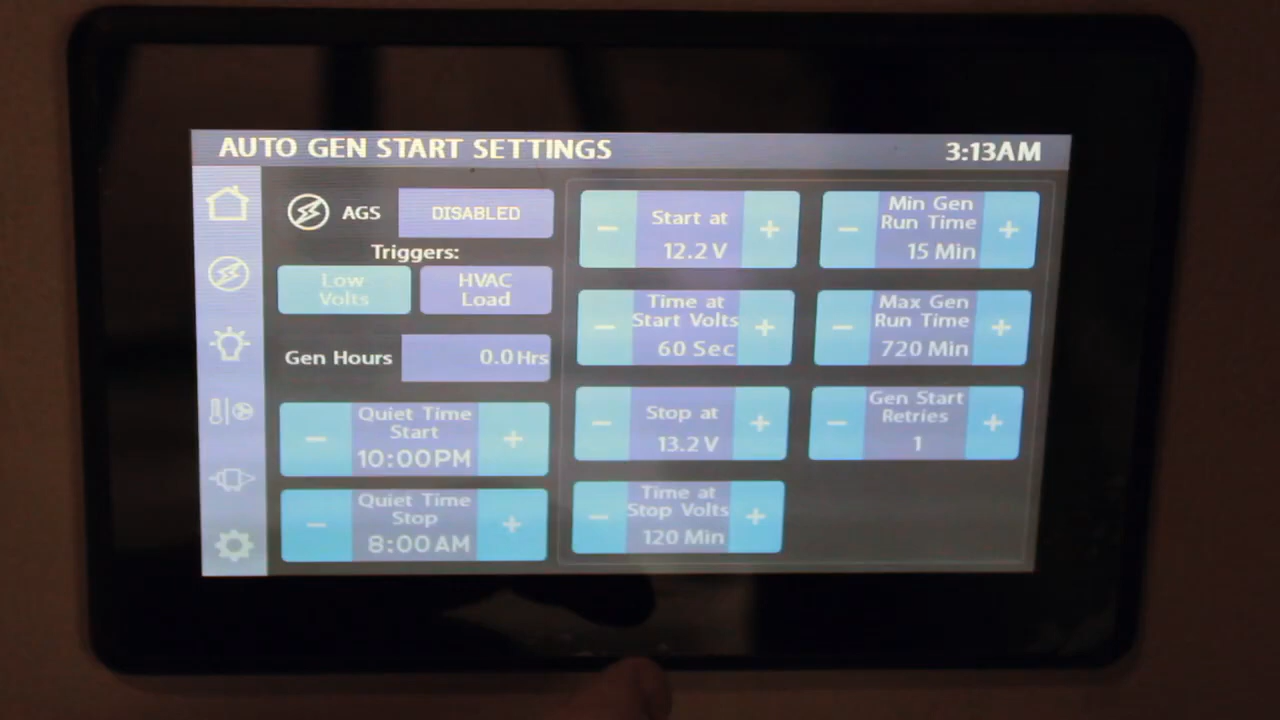 AUTO GEN START SETTINGS
3:13AM
AGS
DISABLED
Triggers:
Low
Volts
HVAC
Load
Gen Hours
0.0 Hrs
- Quiet Time +
Start
10:00PM
- Quiet Time +
Stop
8:00AM
- Start at +
12.2 V
- Time at +
Start Volts
60 Sec
- Stop at +
13.2 V
- Time at +
Stop Volts
120 Min
- Min Gen +
Run Time
15 Min
- Max Gen +
Run Time
720 Min
- Gen Start +
Retries
1